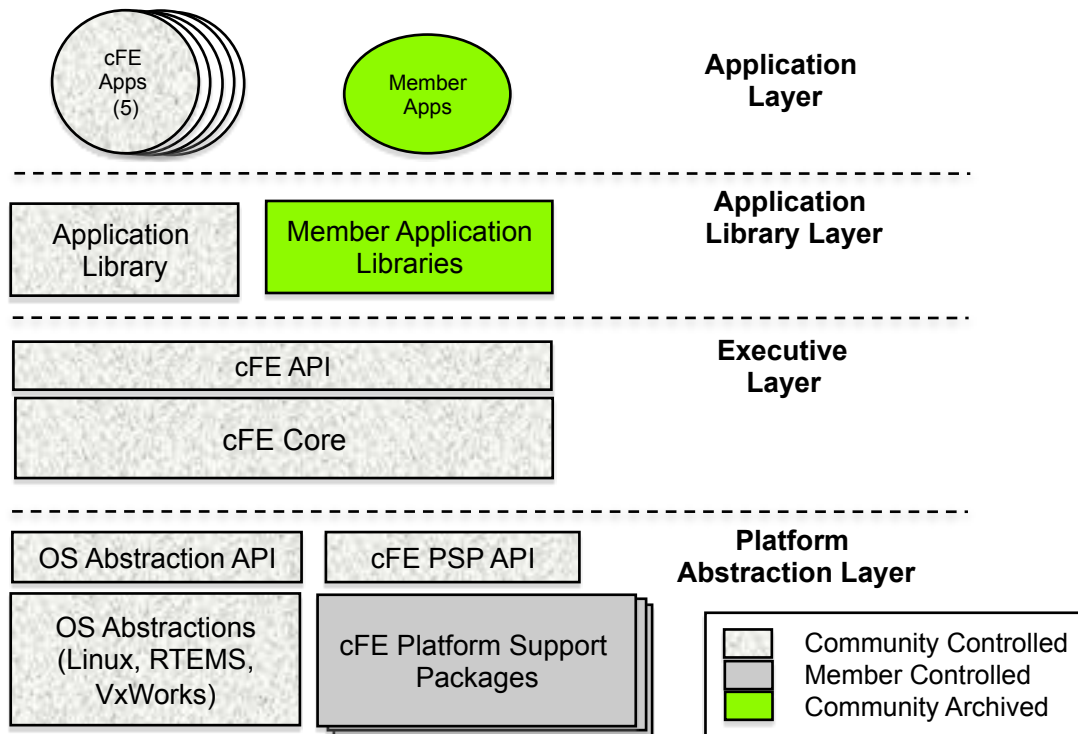 cFE
Apps
(5)
Member
Apps
Application
Layer
Application
Library
Member Application
Libraries
Application
Library Layer
cFE API
cFE Core
Executive
Layer
OS Abstraction API
cFE PSP API
Platform
Abstraction Layer
OS Abstractions
(Linux, RTEMS,
VxWorks)
cFE Platform Support
Packages
Community Controlled
Member Controlled
Community Archived